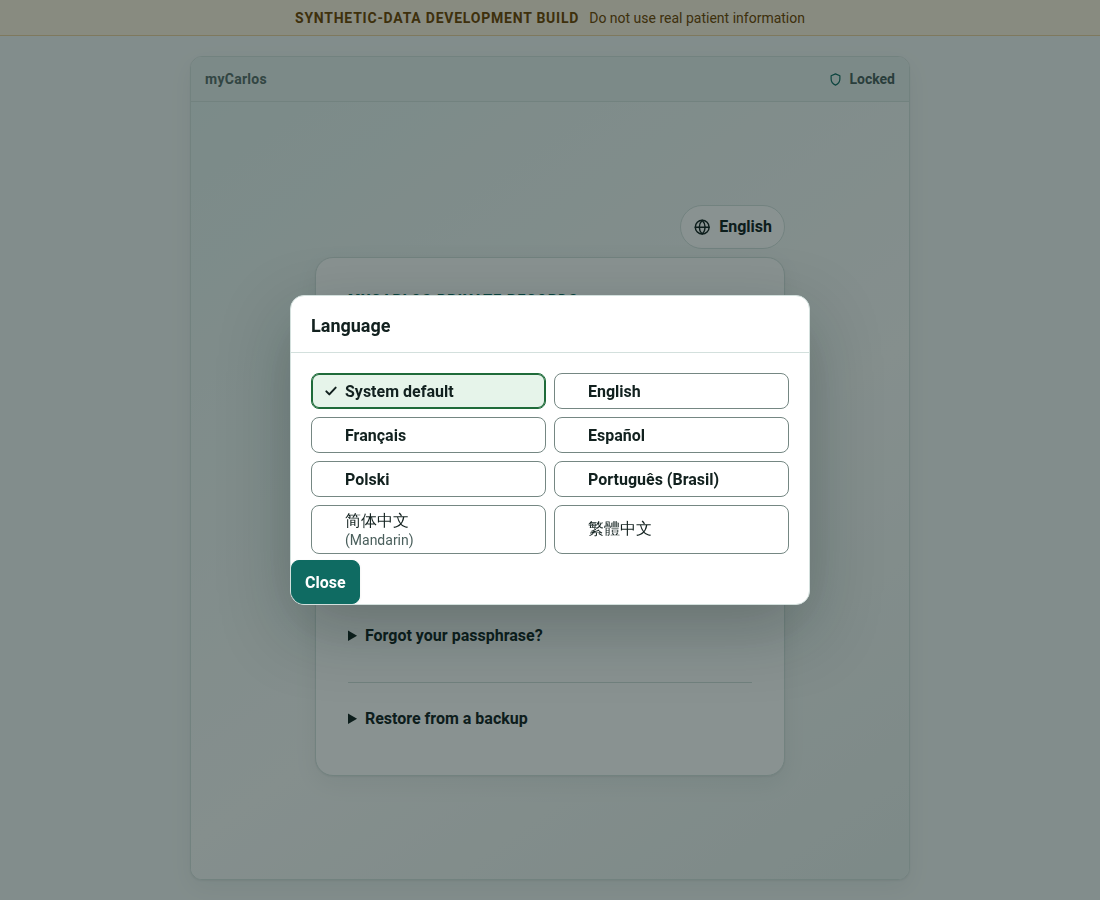 SYNTHETIC-DATA DEVELOPMENT BUILD Do not use real patient information
myCarlos
Locked
English
Language
System default
English
Français
Español
Polski
Português (Brasil)
简体中文
(Mandarin)
繁體中文
Close
Forgot your passphrase?
Restore from a backup